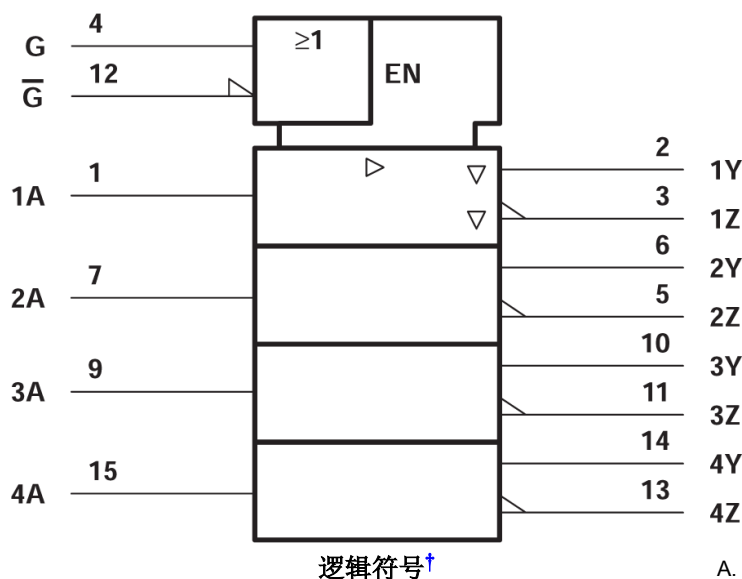 G 4 ≥1 EN
G̅ 12
1A 1 2 1Y
3 1Z
2A 7 6 2Y
5 2Z
3A 9 10 3Y
11 3Z
4A 15 14 4Y
13 4Z
逻辑符号† A.